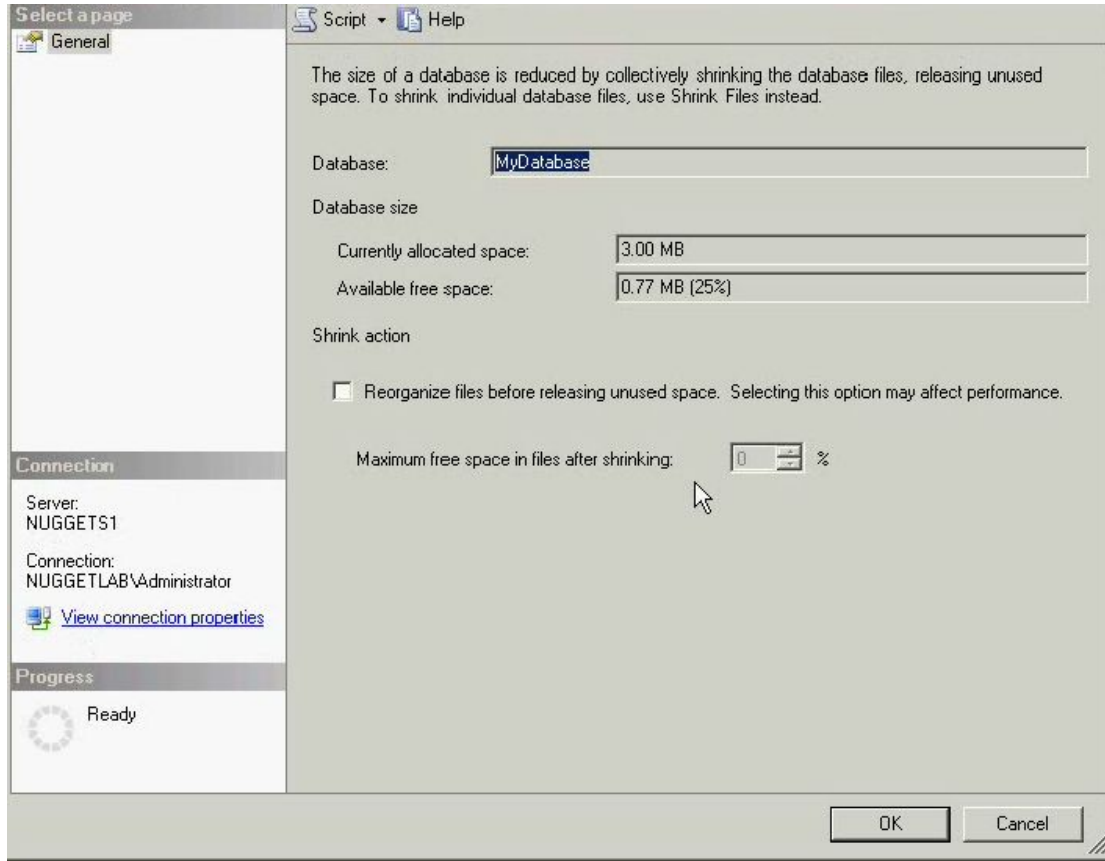 Select a page
General
Script
Help
The size of a database is reduced by collectively shrinking the database files, releasing unused
space. To shrink individual database files, use Shrink Files instead.
Database:
MyDatabase
Database size
Currently allocated space:
3.00 MB
Available free space:
0.77 MB (25%)
Shrink action
Reorganize files before releasing unused space. Selecting this option may affect performance.
Maximum free space in files after shrinking:
0
%
Connection
Server:
NUGGETS1
Connection:
NUGGETLAB\Administrator
View connection properties
Progress
Ready
OK
Cancel